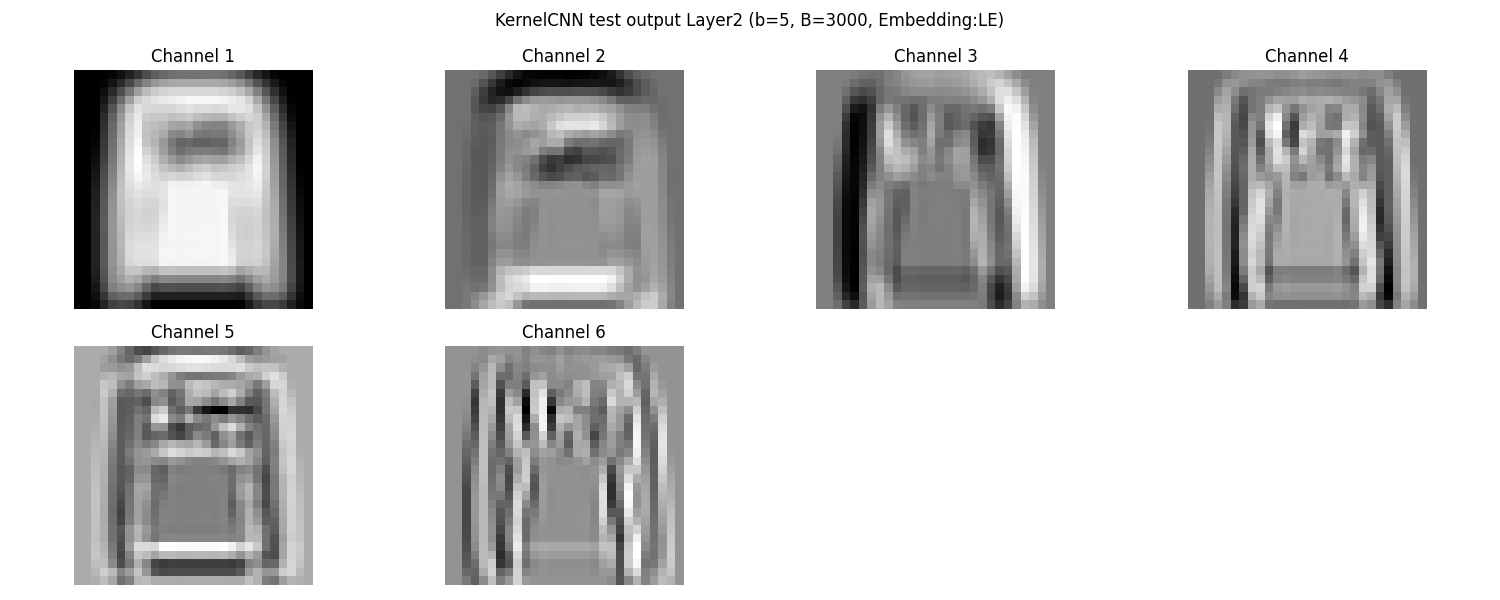 KernelCNN test output Layer2 (b=5, B=3000, Embedding:LE)
Channel 1
Channel 2
Channel 3
Channel 4
Channel 5
Channel 6